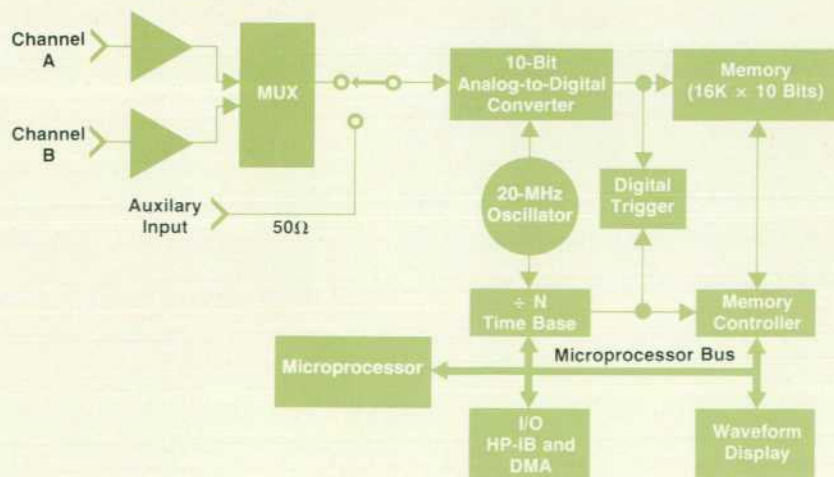 Channel
A
Channel
B
MUX
Auxilary
Input
50Ω
10-Bit
Analog-to-Digital
Converter
Memory
(16K × 10 Bits)
20-MHz
Oscillator
Digital
Trigger
÷ N
Time Base
Memory
Controller
Microprocessor Bus
Microprocessor
I/O
HP-IB and
DMA
Waveform
Display